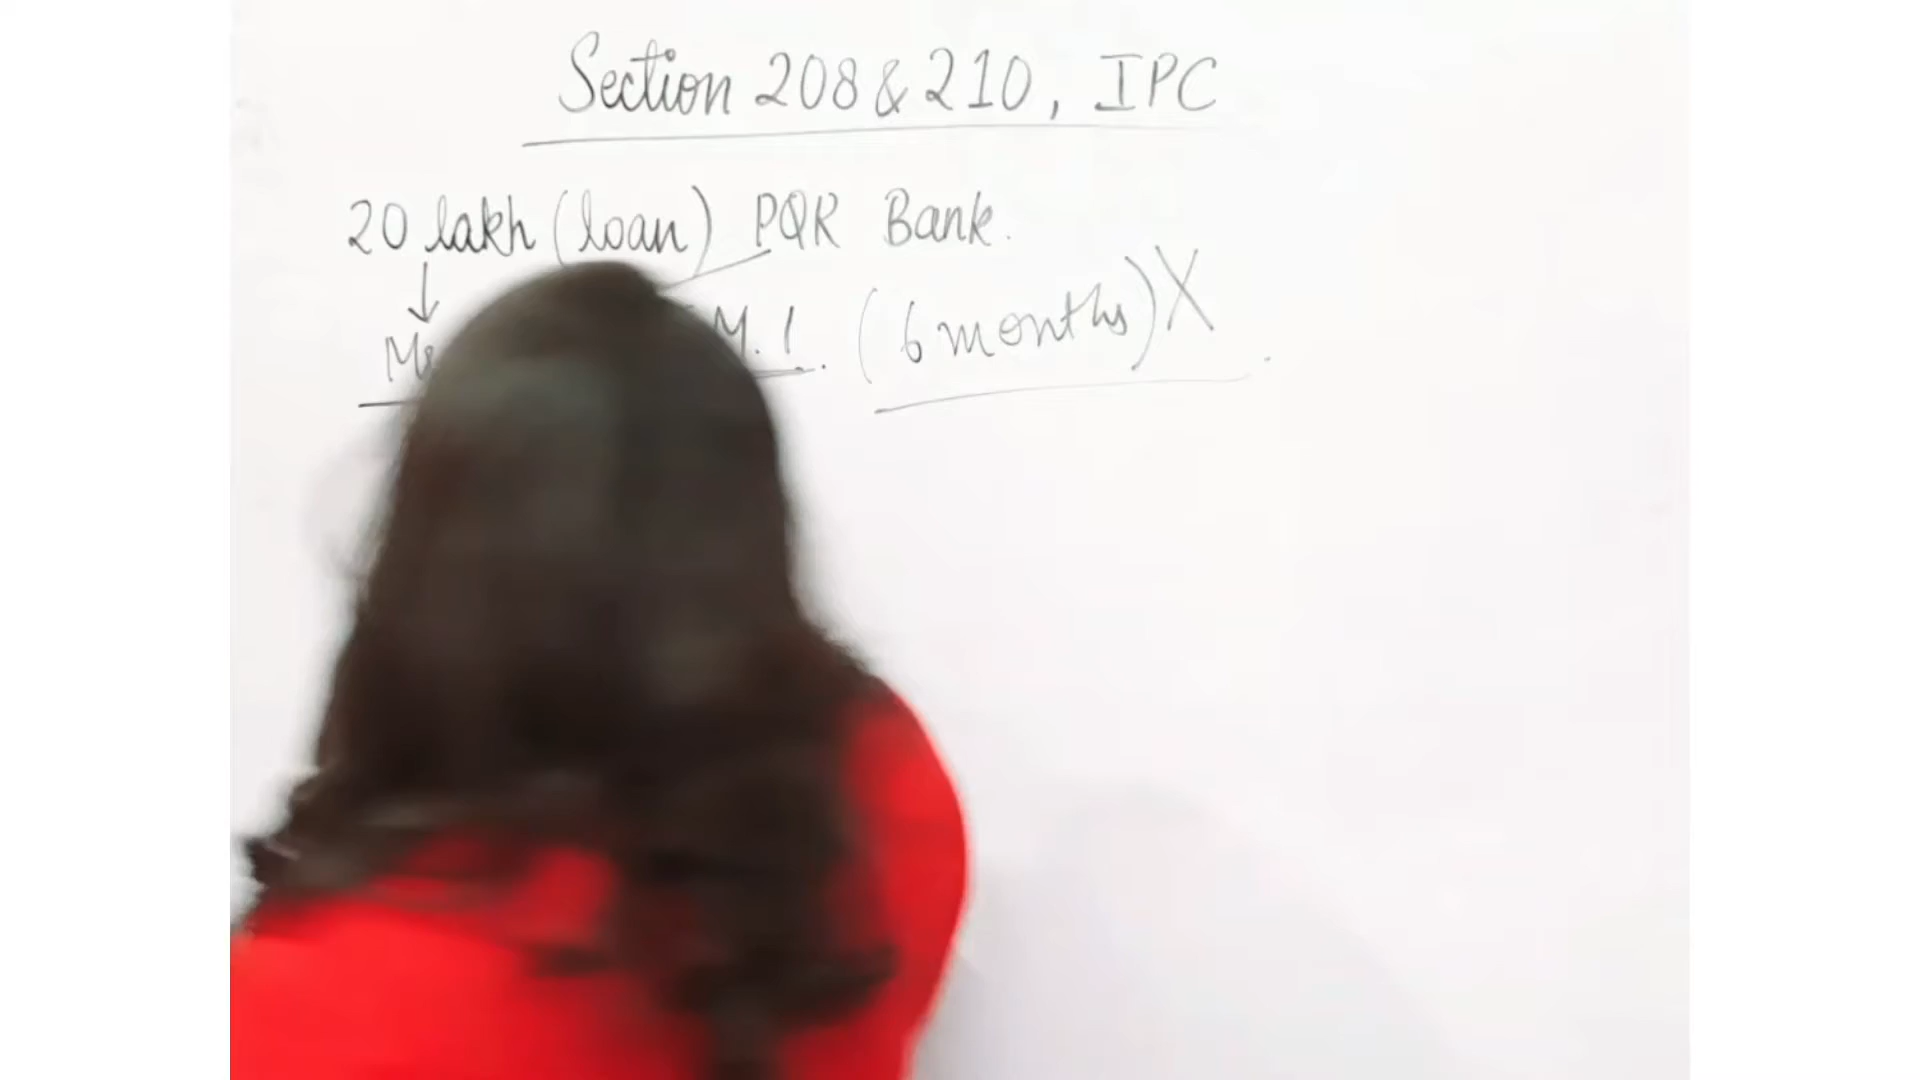 Section 208 & 210, IPC
20 lakh (loan) PQR Bank.
M.I. (6 months) X